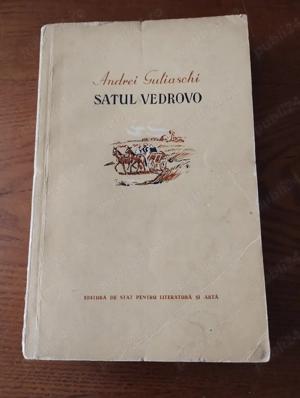 Andrei Guliaschi
SATUL VEDROVO
EDITURA DE STAT PENTRU LITERATURĂ ȘI ARTĂ